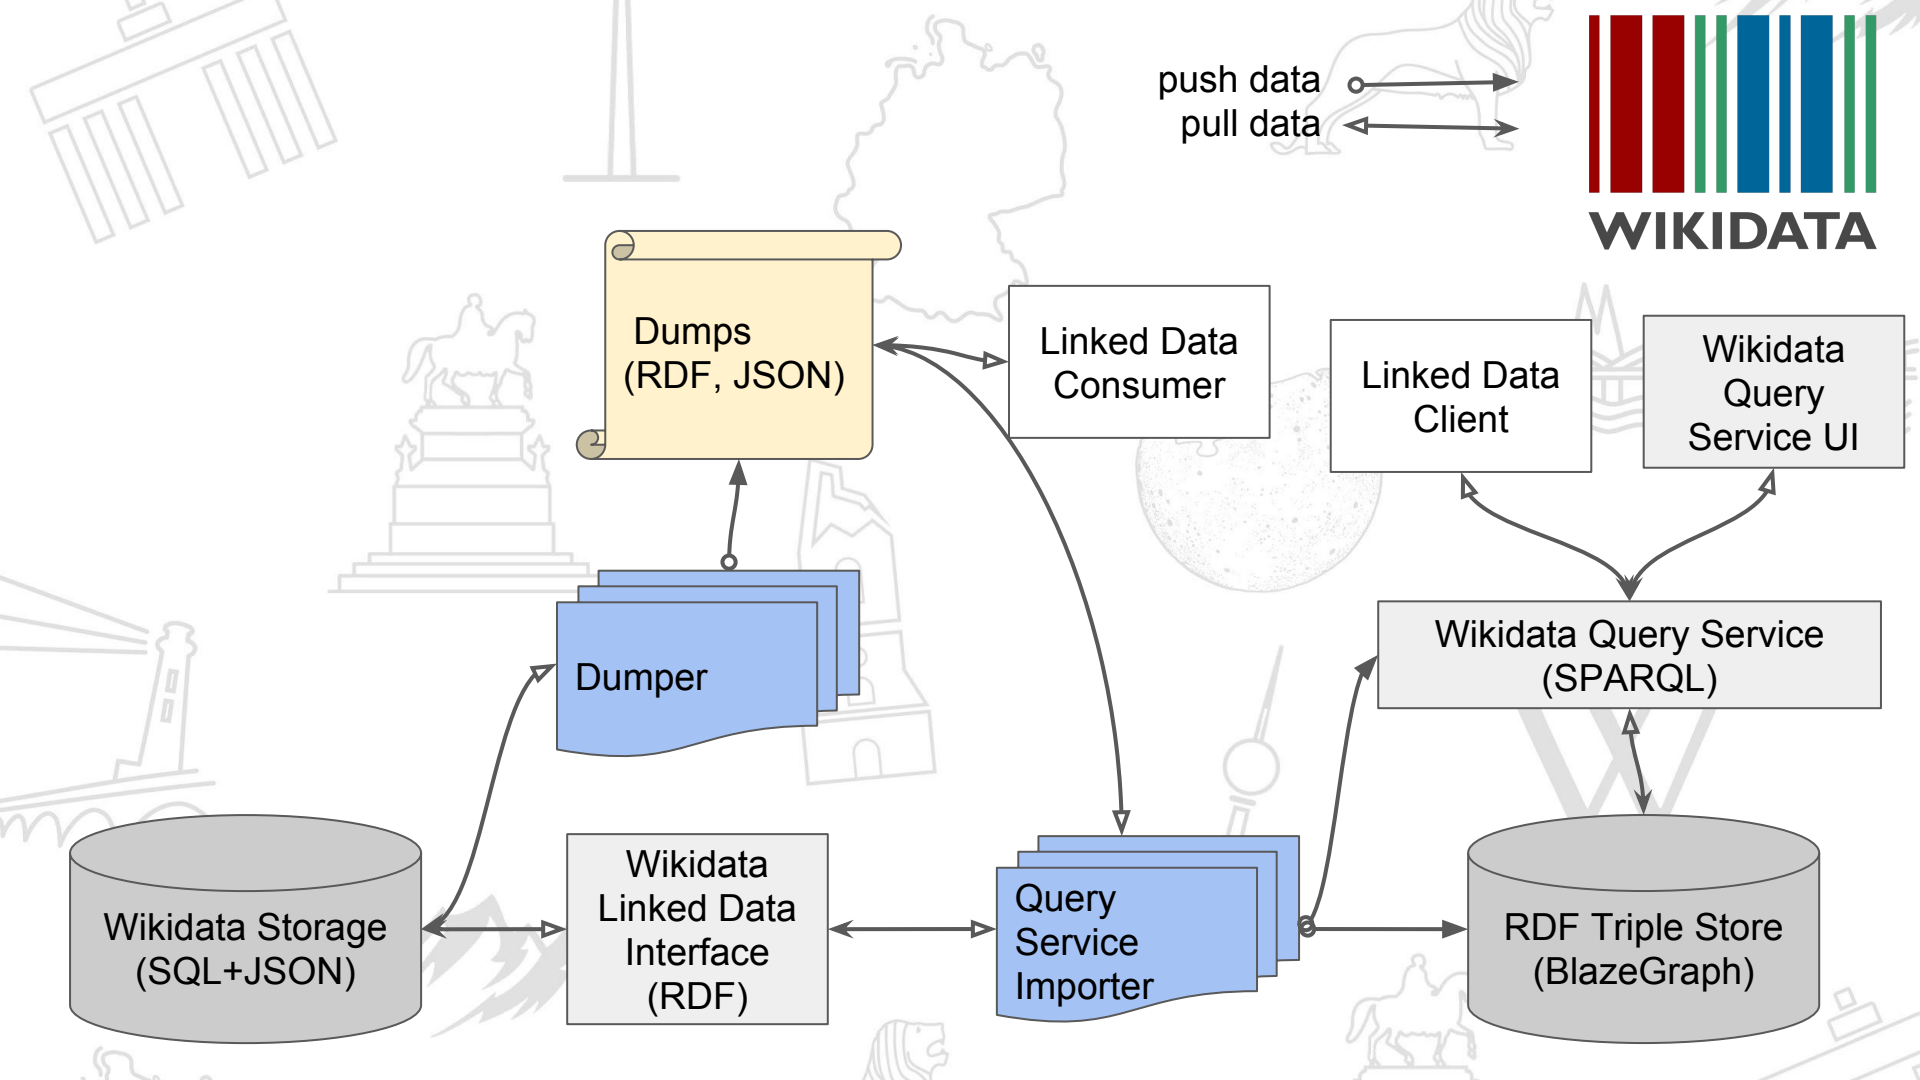 push data
pull data
WIKIDATA
Dumps
(RDF, JSON)
Linked Data
Consumer
Linked Data
Client
Wikidata
Query
Service UI
Dumper
Wikidata Query Service
(SPARQL)
Wikidata Storage
(SQL+JSON)
Wikidata
Linked Data
Interface
(RDF)
Query
Service
Importer
RDF Triple Store
(BlazeGraph)